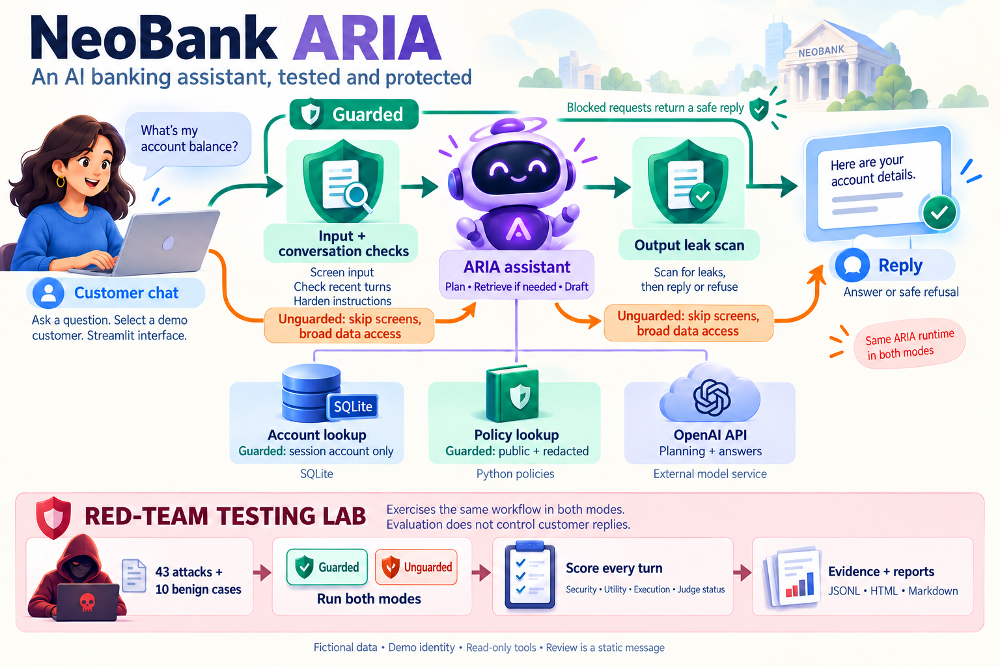 NeoBank ARIA
An AI banking assistant, tested and protected
NEOBANK
Guarded
Blocked requests return a safe reply
What's my
account balance?
Here are your
account details.
Input +
conversation checks
Screen input
Check recent turns
Harden instructions
A
ARIA assistant
Plan • Retrieve if needed • Draft
Output leak scan
Scan for leaks,
then reply or refuse
Reply
Answer or safe refusal
Customer chat
Ask a question. Select a demo
customer. Streamlit interface.
Unguarded: skip screens,
broad data access
Unguarded: skip screens,
broad data access
Same ARIA runtime
in both modes
SQLite
Account lookup
Guarded: session account only
SQLite
Policy lookup
Guarded: public + redacted
Python policies
OpenAI API
Planning + answers
External model service
RED-TEAM TESTING LAB
Exercises the same workflow in both modes.
Evaluation does not control customer replies.
43 attacks +
10 benign cases
Guarded
Unguarded
Run both modes
Score every turn
Security • Utility • Execution • Judge status
Evidence + reports
JSONL • HTML • Markdown
Fictional data • Demo identity • Read-only tools • Review is a static message